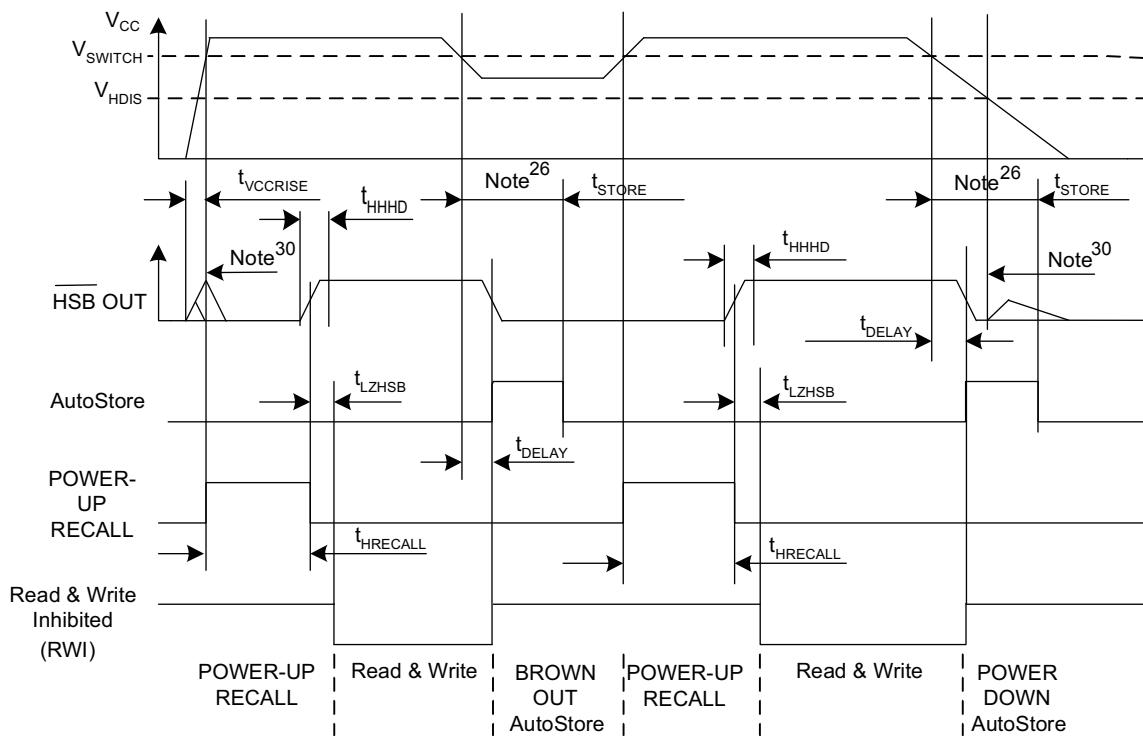 VCC
VSWITCH
VHDIS
tVCCRISE
Note26
tSTORE
Note26
tSTORE
tHHHD
tHHHD
Note30
Note30
HSB OUT
tDELAY
tLZHSB
tLZHSB
AutoStore
tDELAY
POWER-
UP
RECALL
tHRECALL
tHRECALL
Read & Write
Inhibited
(RWI)
POWER-UP
RECALL
Read & Write
BROWN
OUT
AutoStore
POWER-UP
RECALL
Read & Write
POWER
DOWN
AutoStore